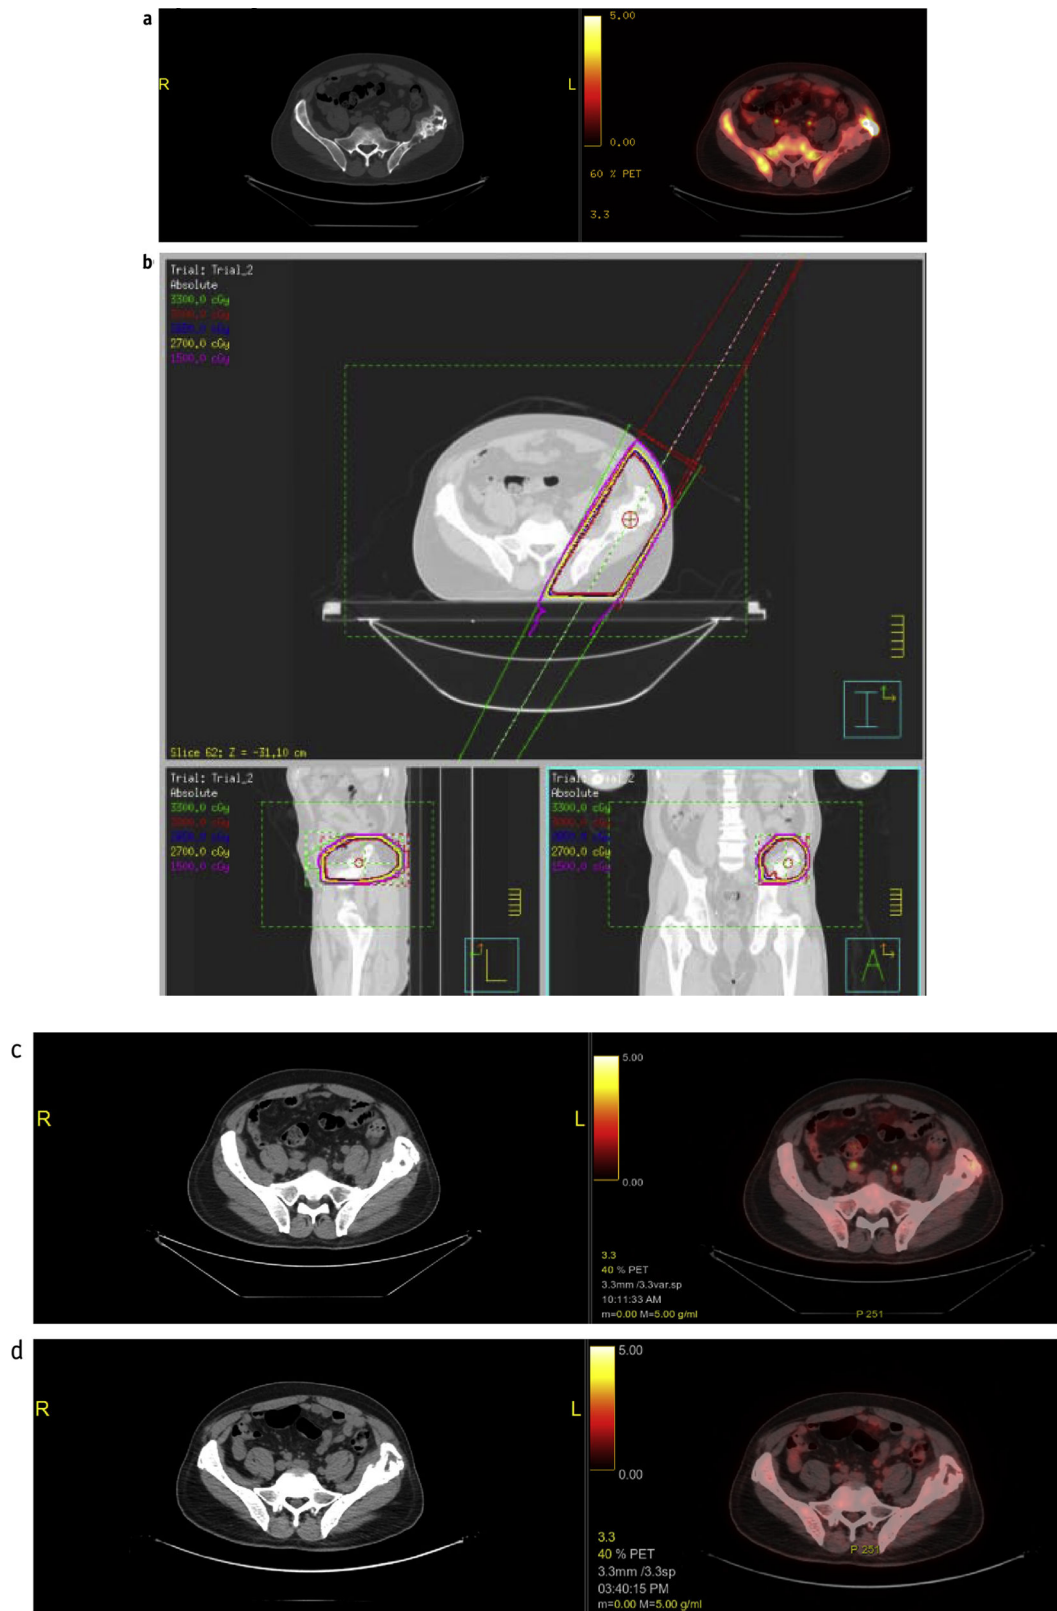 a
R
L
5.00
0.00
60 % PET
3.3
b
Trial: Trial_2
Absolute
3300.0 cGy
2700.0 cGy
1500.0 cGy
I
Slice 62: Z = -31.10 cm
Trial: Trial_2
Absolute
3300.0 cGy
2700.0 cGy
1500.0 cGy
L
Absolute
3300.0 cGy
2700.0 cGy
1500.0 cGy
A
c
R
L
5.00
0.00
3.3
40 % PET
3.3mm /3.3var.sp
10:11:33 AM
m=0.00 M=5.00 g/ml
P 251
d
R
L
5.00
0.00
3.3
40 % PET
3.3mm /3.3sp
03:40:15 PM
m=0.00 M=5.00 g/ml
P 251